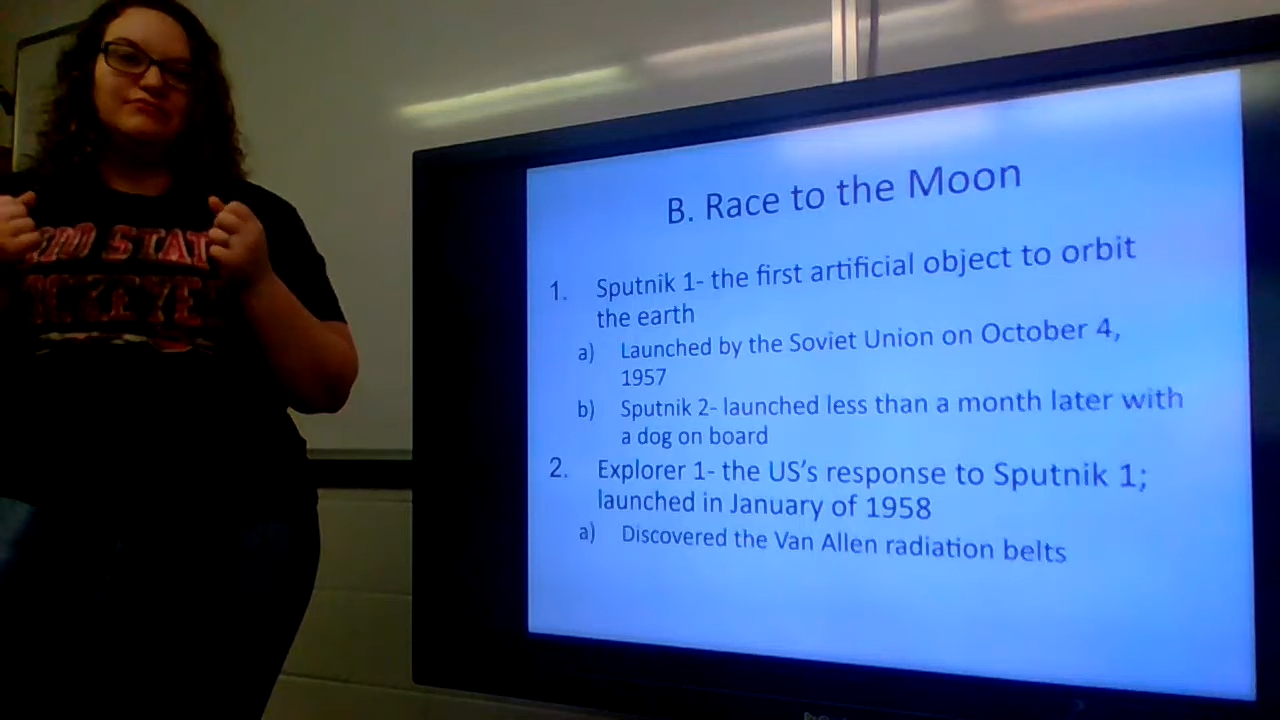 STAT
B. Race to the Moon
1. Sputnik 1- the first artificial object to orbit
the earth
a) Launched by the Soviet Union on October 4,
1957
b) Sputnik 2- launched less than a month later with
a dog on board
2. Explorer 1- the US's response to Sputnik 1;
launched in January of 1958
a) Discovered the Van Allen radiation belts